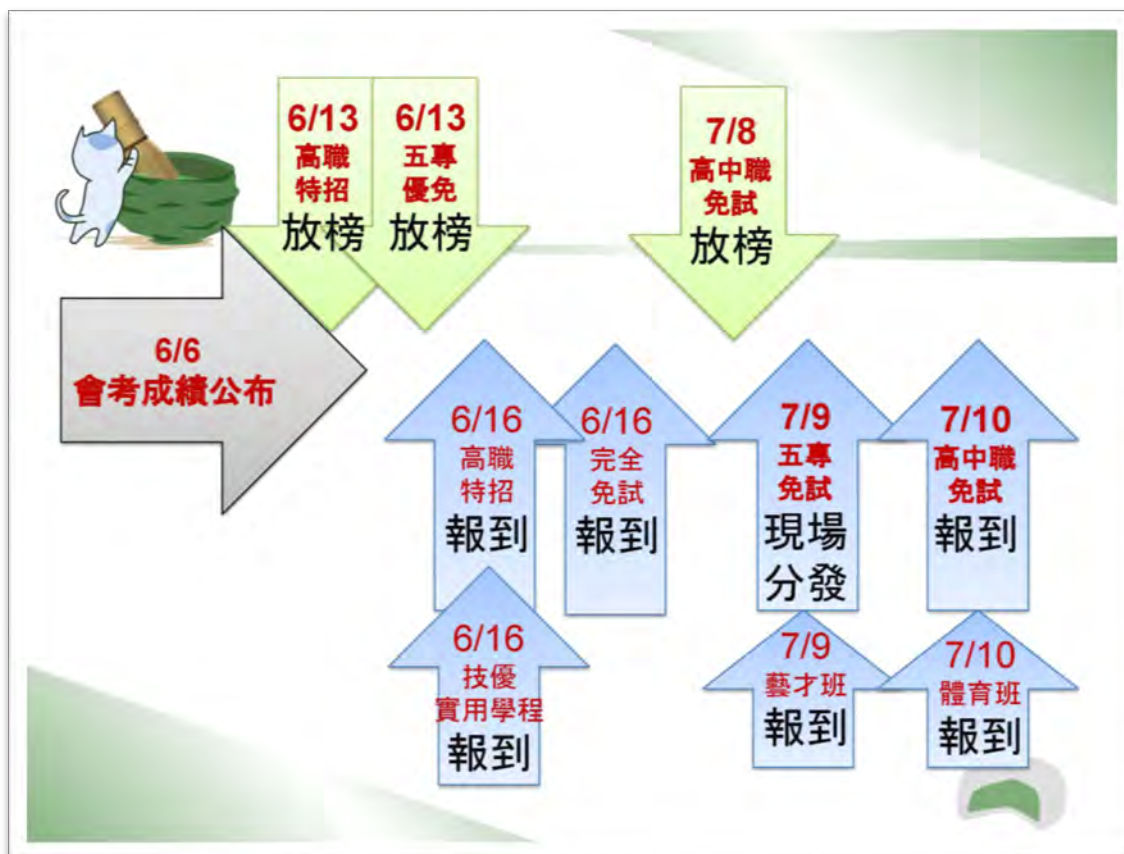 6/13
高職
特招
放榜
6/13
五專
優免
放榜
7/8
高中職
免試
放榜
6/6
會考成績公布
6/16
高職
特招
報到
6/16
完全
免試
報到
7/9
五專
免試
現場
分發
7/10
高中職
免試
報到
6/16
技優
實用學程
報到
7/9
藝才班
報到
7/10
體育班
報到